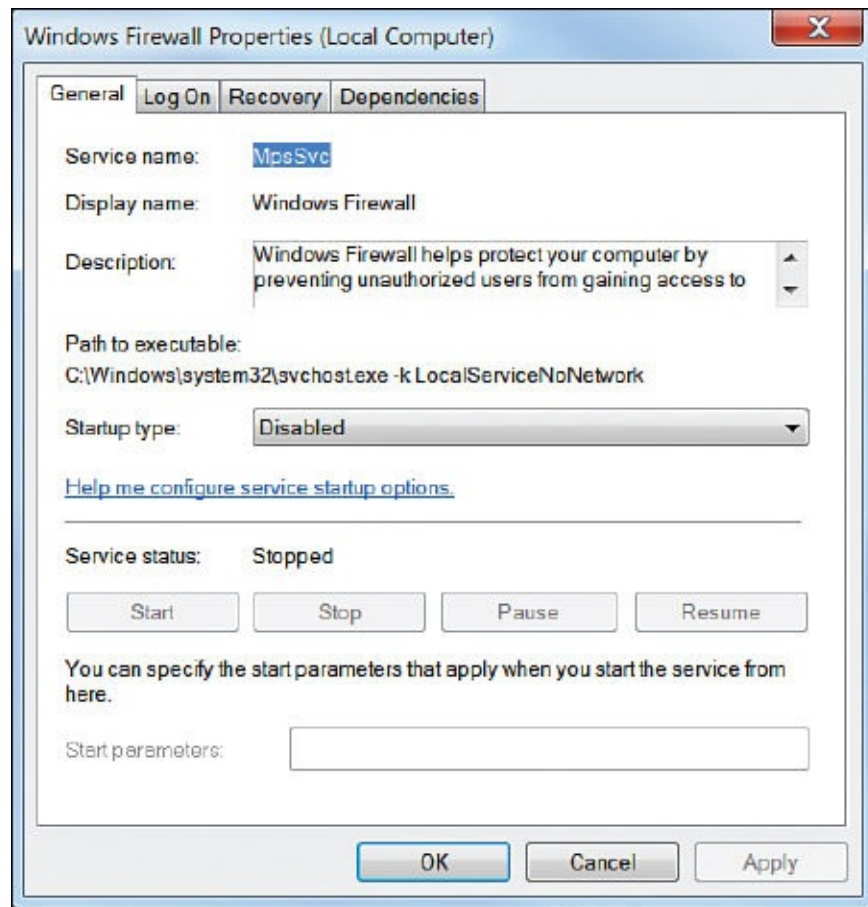 Windows Firewall Properties (Local Computer)
General Log On Recovery Dependencies
Service name: MpsSvc
Display name: Windows Firewall
Description: Windows Firewall helps protect your computer by
preventing unauthorized users from gaining access to
Path to executable:
C:\Windows\system32\svchost.exe -k LocalServiceNoNetwork
Startup type: Disabled
Help me configure service startup options.
Service status: Stopped
Start Stop Pause Resume
You can specify the start parameters that apply when you start the service from
here.
Start parameters:
OK Cancel Apply